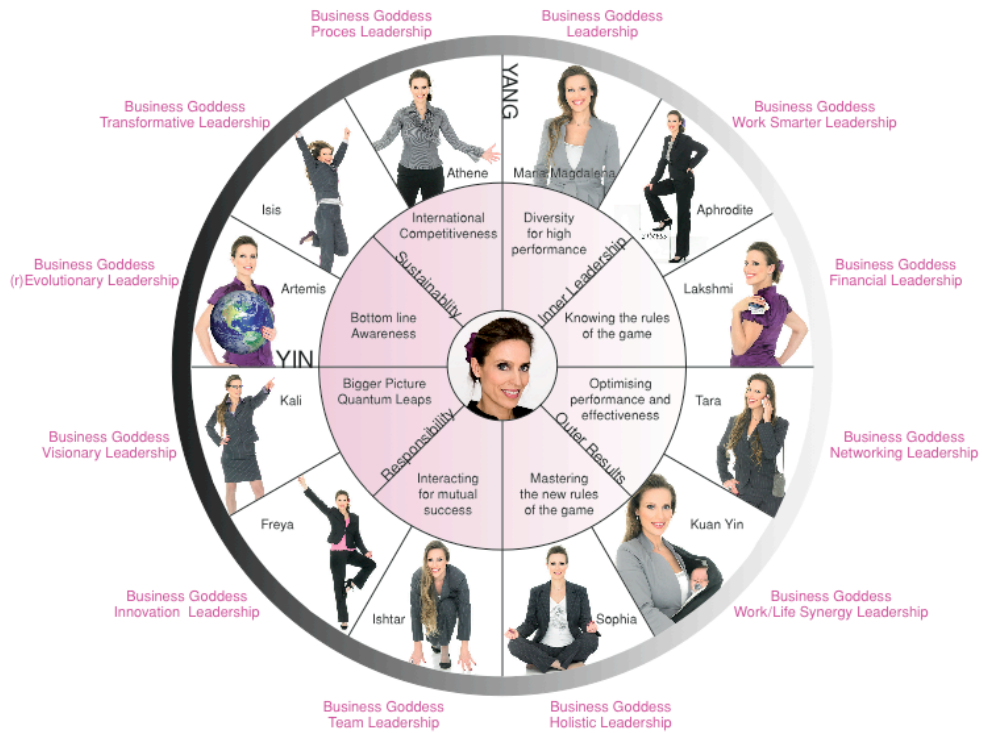 Business Goddess
Proces Leadership
Business Goddess
Leadership
Business Goddess
Transformative Leadership
Business Goddess
Work Smarter Leadership
YANG
Athene
Maria Magdalena
Isis
Aphrodite
International
Competitiveness
Diversity
for high
performance
Sustainablity
Inner Leadership
Business Goddess
(r)Evolutionary Leadership
Artemis
Lakshmi
Business Goddess
Financial Leadership
Bottom line
Awareness
Knowing the rules
of the game
YIN
Bigger Picture
Quantum Leaps
Optimising
performance and
effectiveness
Kali
Tara
Business Goddess
Visionary Leadership
Business Goddess
Networking Leadership
Responsibility
Outer Results
Interacting
for mutual
success
Mastering
the new rules
of the game
Freya
Kuan Yin
Business Goddess
Innovation Leadership
Business Goddess
Work/Life Synergy Leadership
Ishtar
Sophia
Business Goddess
Team Leadership
Business Goddess
Holistic Leadership